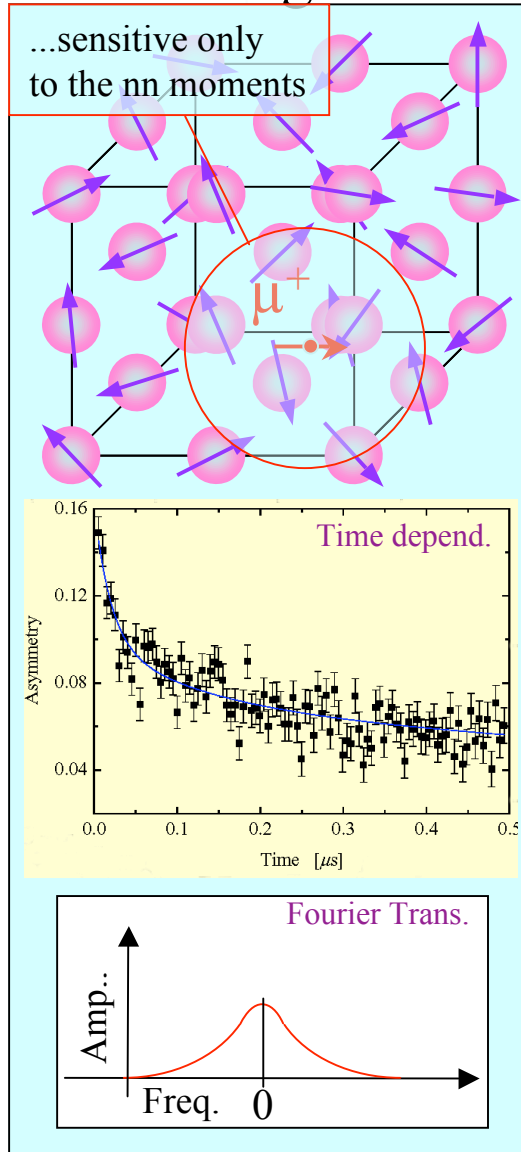 ...sensitive only
to the nn moments
μ⁺
Time depend.
0.16
0.12
0.08
0.04
Asymmetry
0.0 0.1 0.2 0.3 0.4 0.5
Time [μs]
Fourier Trans.
Amp..
Freq. 0